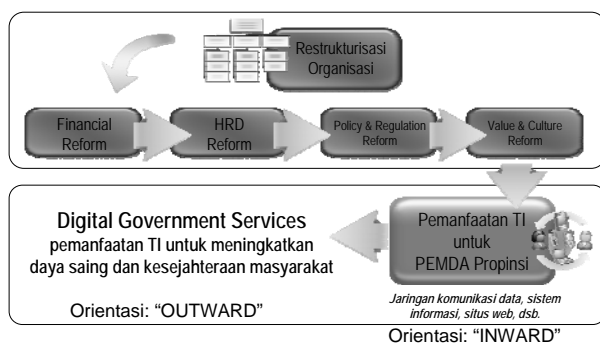 Restrukturisasi
Organisasi
Financial
Reform
HRD
Reform
Policy & Regulation
Reform
Value & Culture
Reform
Digital Government Services
pemanfaatan TI untuk meningkatkan
daya saing dan kesejahteraan masyarakat
Orientasi: “OUTWARD”
Pemanfaatan TI
untuk
PEMDA Propinsi
Jaringan komunikasi data, sistem
informasi, situs web, dsb.
Orientasi: “INWARD”